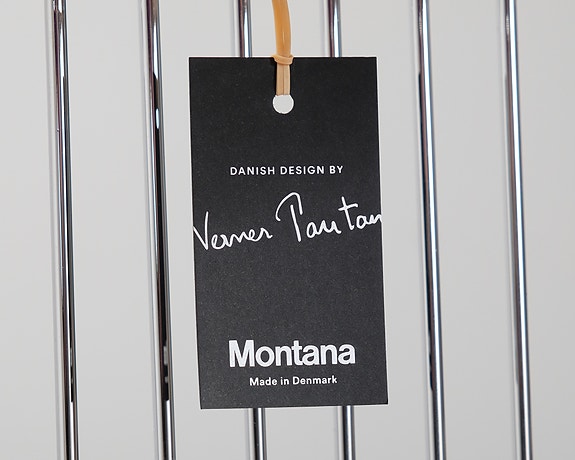 DANISH DESIGN BY
Verner Panton
Montana
Made in Denmark